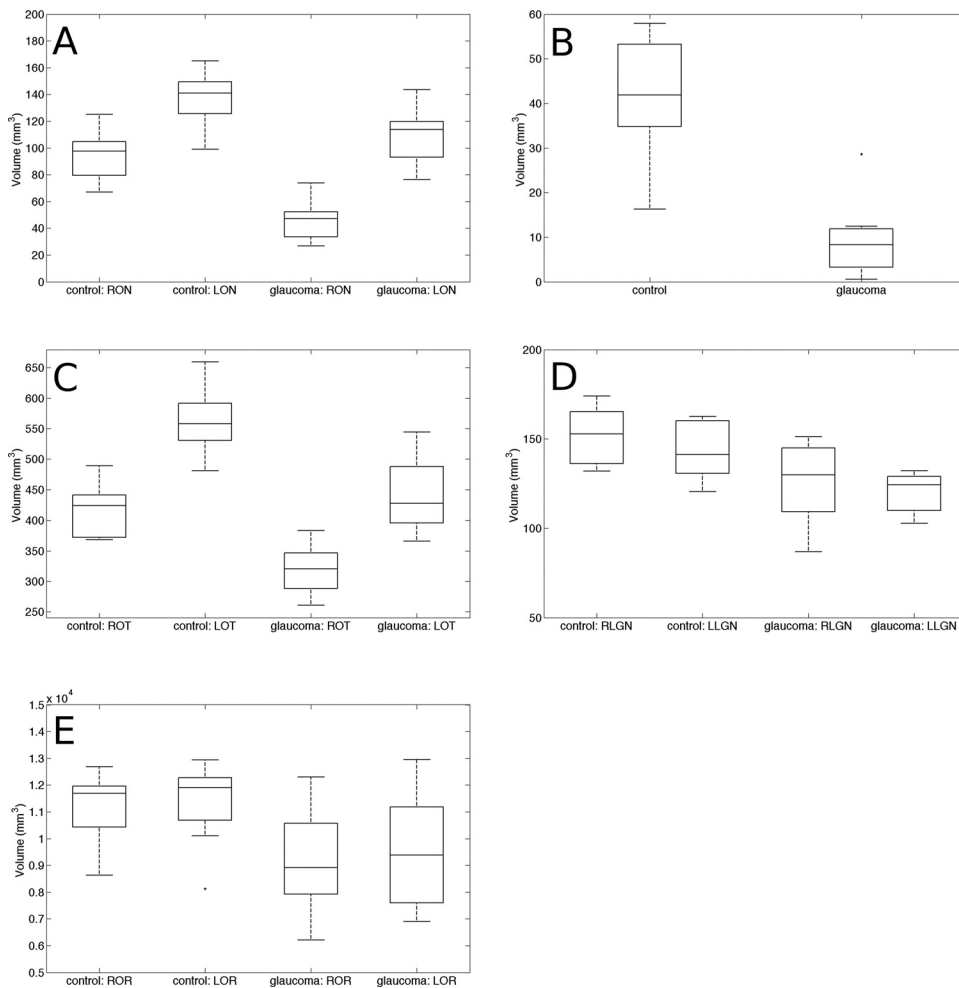 A
Volume (mm³)
200
180
160
140
120
100
80
60
40
20
0
control: RON control: LON glaucoma: RON glaucoma: LON
B
Volume (mm³)
60
50
40
30
20
10
0
control glaucoma
C
Volume (mm³)
650
600
550
500
450
400
350
300
250
control: ROT control: LOT glaucoma: ROT glaucoma: LOT
D
Volume (mm³)
200
150
100
50
control: RLGN control: LLGN glaucoma: RLGN glaucoma: LLGN
x 10⁴
E
Volume (mm³)
1.5
1.4
1.3
1.2
1.1
1
0.9
0.8
0.7
0.6
0.5
control: ROR control: LOR glaucoma: ROR glaucoma: LOR